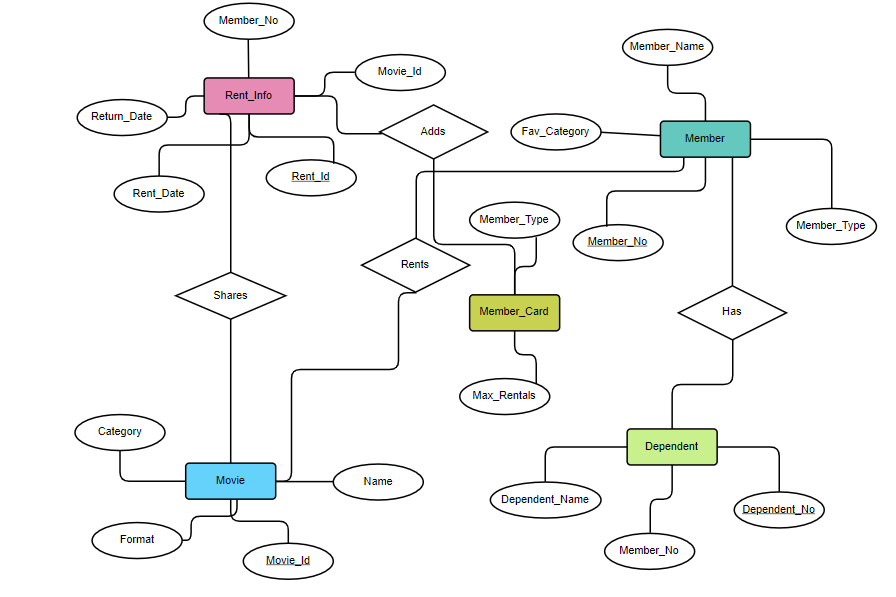 Member_No
Member_Name
Movie_Id
Rent_Info
Return_Date
Adds
Fav_Category
Member
Rent_Id
Rent_Date
Member_Type
Member_Type
Member_No
Rents
Shares
Member_Card
Has
Max_Rentals
Category
Dependent
Movie
Name
Dependent_Name
Dependent_No
Format
Member_No
Movie_Id